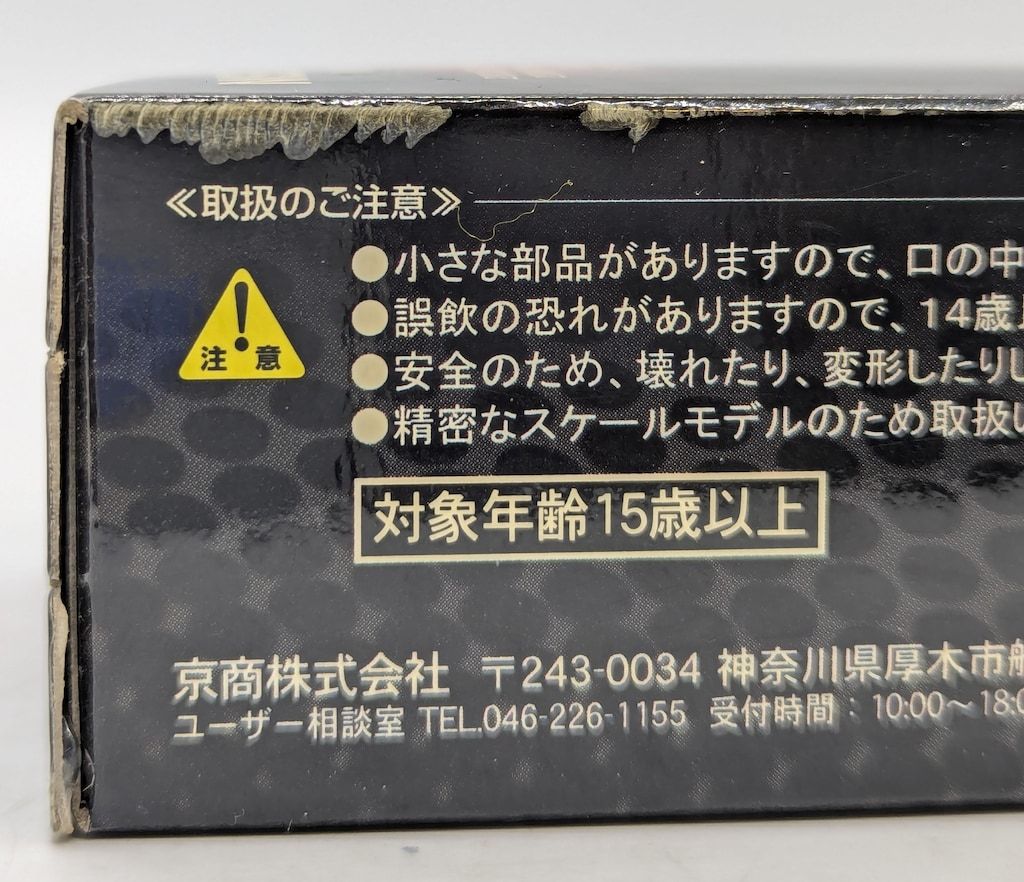 ≪取扱のご注意≫
●小さな部品がありますので、口の中
●誤飲の恐れがありますので、14歳
注意
●安全のため、壊れたり、変形したりし
●精密なスケールモデルのため取扱い
対象年齢15歳以上
京商株式会社 〒243-0034 神奈川県厚木市
ユーザー相談室 TEL.046-226-1155 受付時間：10:00～18:0